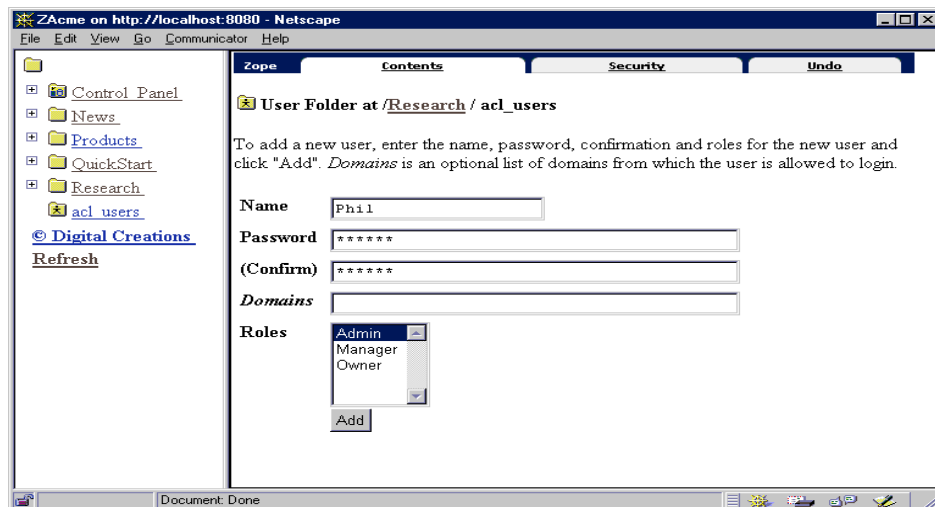 ZAcme on http://localhost:8080 - Netscape
File Edit View Go Communicator Help
Zope Contents Security Undo
Control_Panel
News
Products
QuickStart
Research
acl_users
© Digital Creations
Refresh
User Folder at /Research / acl_users
To add a new user, enter the name, password, confirmation and roles for the new user and
click "Add". Domains is an optional list of domains from which the user is allowed to login.
Name Phil
Password ******
(Confirm) ******
Domains
Roles Admin
Manager
Owner
Add
Document: Done